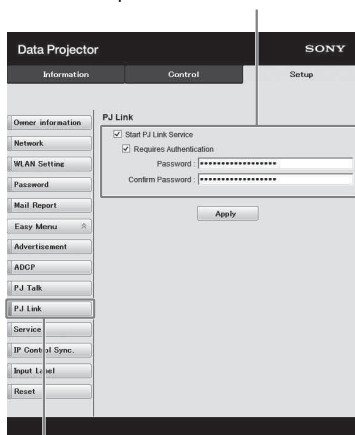 Data Projector
SONY
Information Control Setup
Owner information
Network
WLAN Setting
Password
Mail Report
Easy Menu
Advertisement
ADCP
PJ Talk
PJ Link
Service
IP Control Sync.
Input Label
Reset
PJ Link
Start PJ Link Service
Requires Authentication
Password : ••••••••••••••••••
Confirm Password : ••••••••••••••••••
Apply